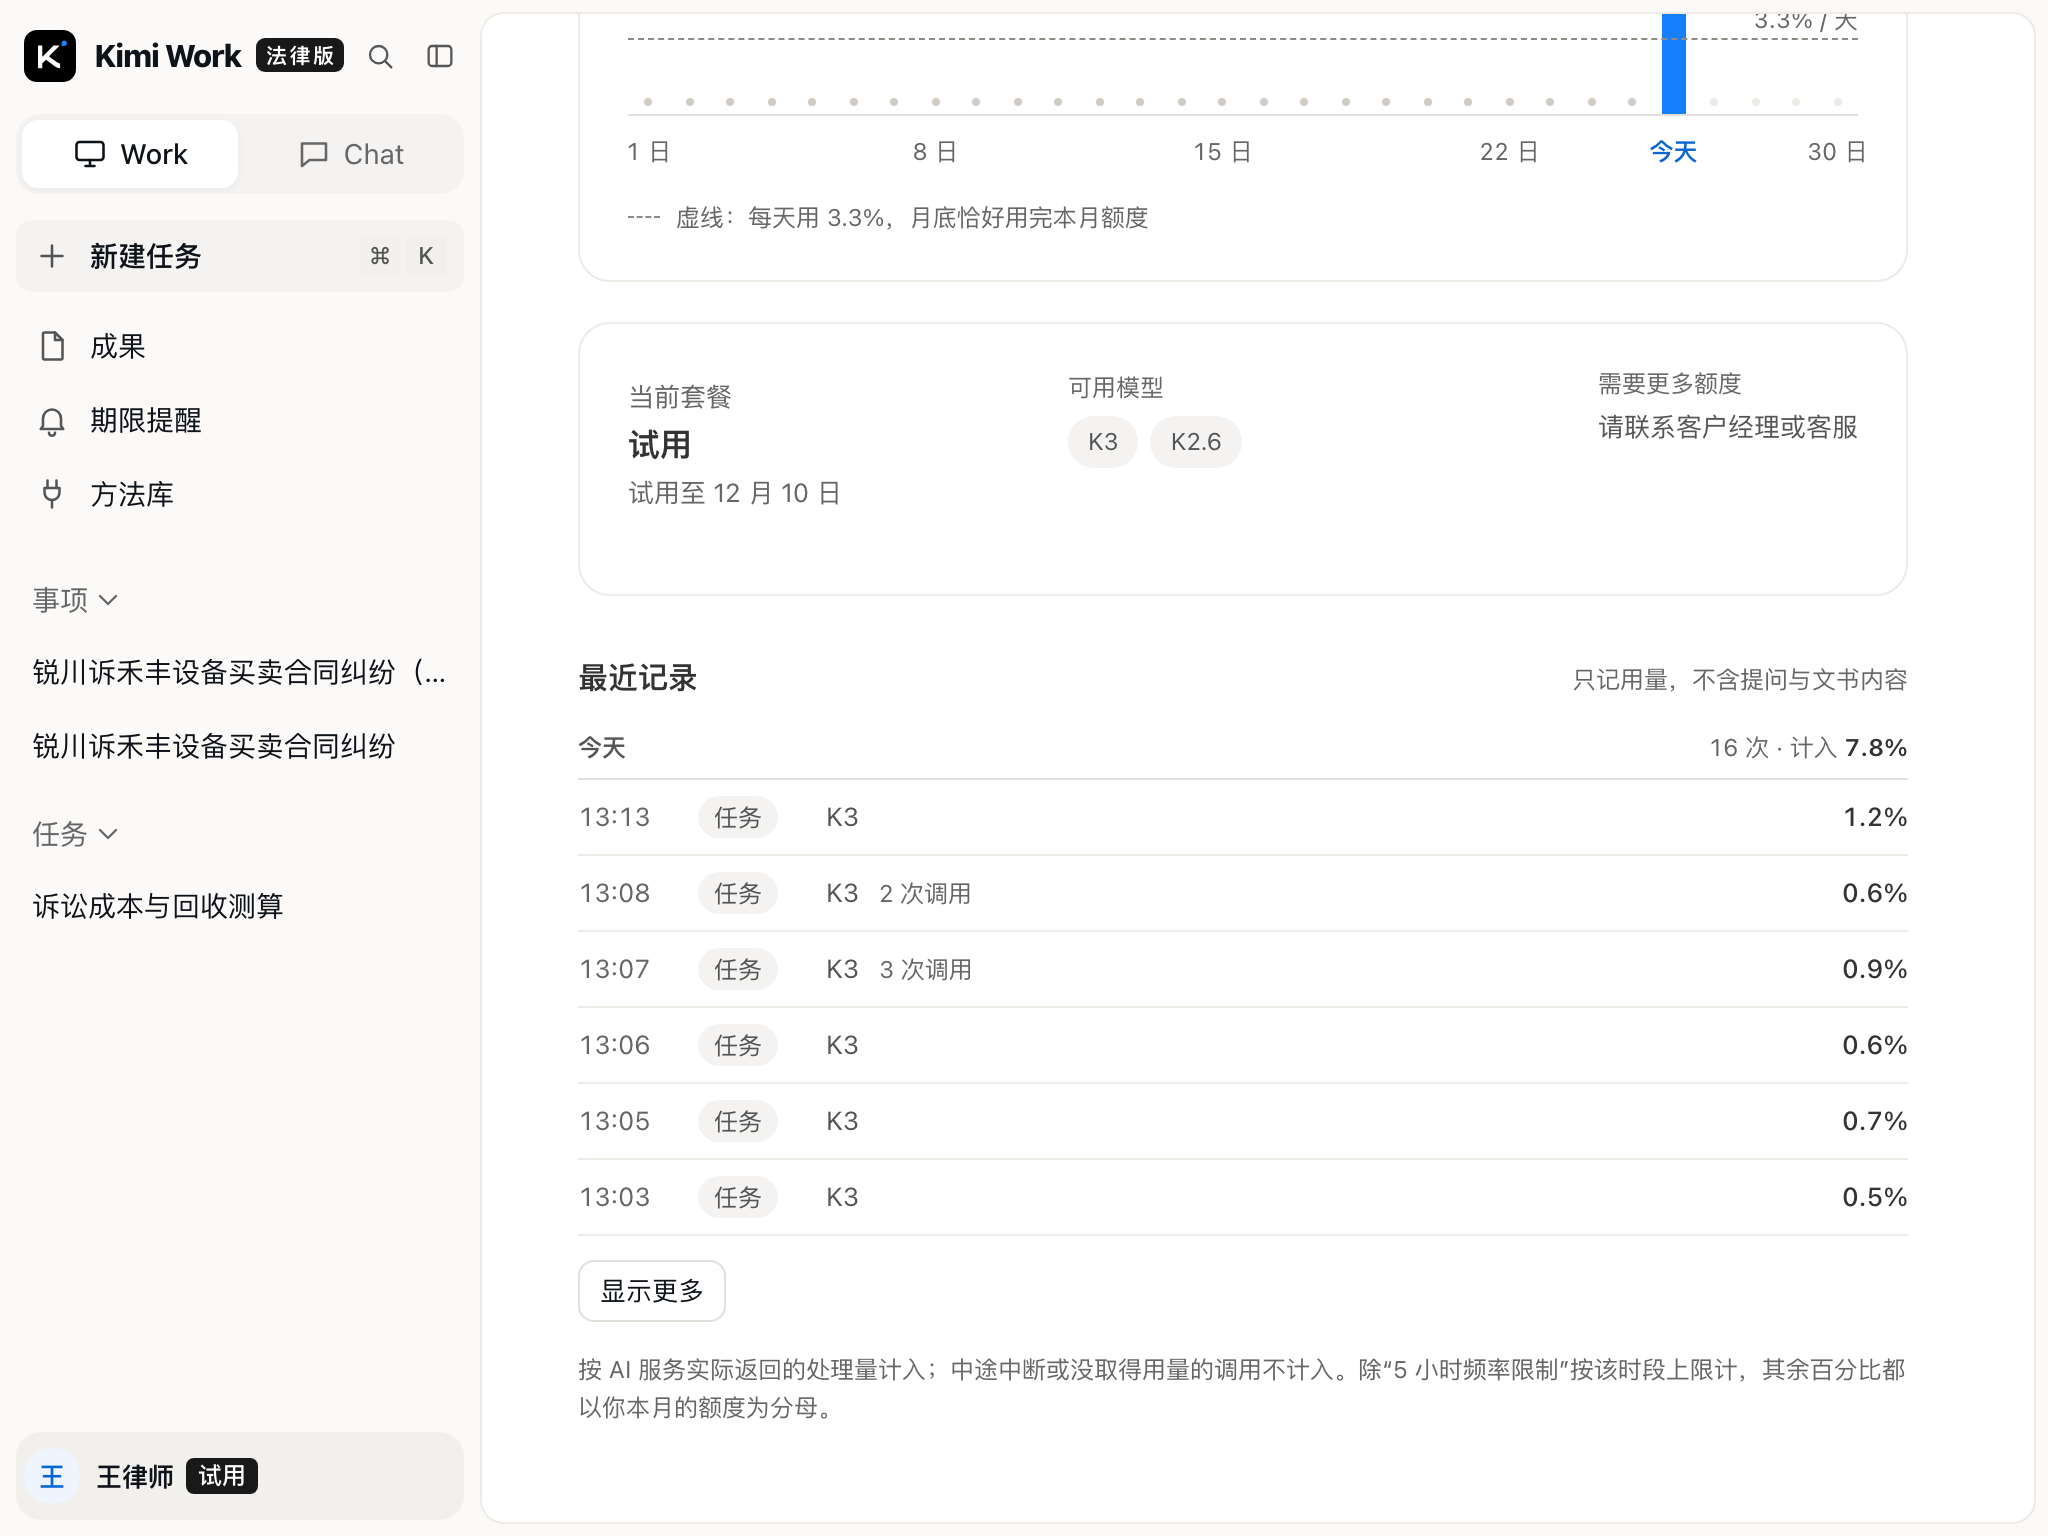 Kimi Work 法律版
Work
Chat
新建任务 ⌘ K
成果
期限提醒
方法库
事项
锐川诉禾丰设备买卖合同纠纷（...
锐川诉禾丰设备买卖合同纠纷
任务
诉讼成本与回收测算
王 王律师 试用
3.3% / 天
1 日 8 日 15 日 22 日 今天 30 日
虚线：每天用 3.3%，月底恰好用完本月额度
当前套餐
试用
试用至 12 月 10 日
可用模型
K3 K2.6
需要更多额度
请联系客户经理或客服
最近记录 只记用量，不含提问与文书内容
今天 16 次 · 计入 7.8%
13:13 任务 K3 1.2%
13:08 任务 K3 2 次调用 0.6%
13:07 任务 K3 3 次调用 0.9%
13:06 任务 K3 0.6%
13:05 任务 K3 0.7%
13:03 任务 K3 0.5%
显示更多
按 AI 服务实际返回的处理量计入；中途中断或没取得用量的调用不计入。除“5 小时频率限制”按该时段上限计，其余百分比都
以你本月的额度为分母。